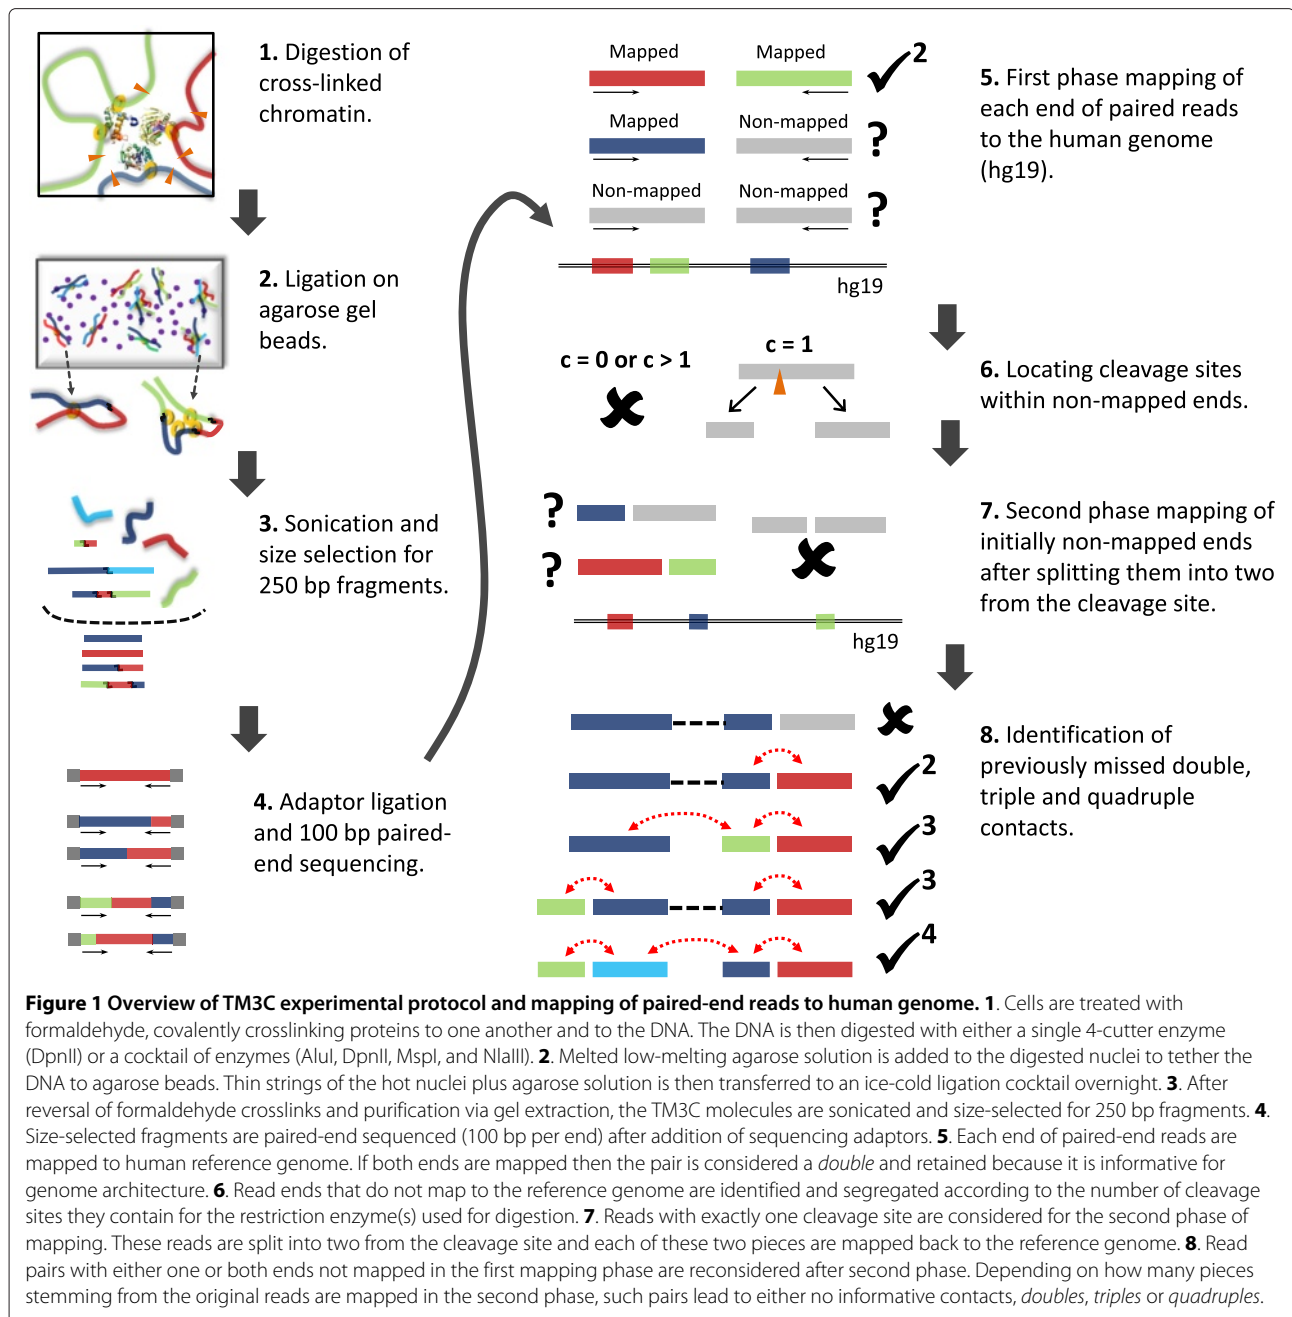 1. Digestion of
cross-linked
chromatin.
2. Ligation on
agarose gel
beads.
3. Sonication and
size selection for
250 bp fragments.
4. Adaptor ligation
and 100 bp paired-
end sequencing.
Mapped Mapped
2
Mapped Non-mapped
?
Non-mapped Non-mapped
?
hg19
5. First phase mapping of
each end of paired reads
to the human genome
(hg19).
c = 0 or c > 1
c = 1
6. Locating cleavage sites
within non-mapped ends.
?
?
hg19
7. Second phase mapping of
initially non-mapped ends
after splitting them into two
from the cleavage site.
2
3
3
4
8. Identification of
previously missed double,
triple and quadruple
contacts.
Figure 1 Overview of TM3C experimental protocol and mapping of paired-end reads to human genome. 1. Cells are treated with
formaldehyde, covalently crosslinking proteins to one another and to the DNA. The DNA is then digested with either a single 4-cutter enzyme
(DpnII) or a cocktail of enzymes (AluI, DpnII, MspI, and NlaIII). 2. Melted low-melting agarose solution is added to the digested nuclei to tether the
DNA to agarose beads. Thin strings of the hot nuclei plus agarose solution is then transferred to an ice-cold ligation cocktail overnight. 3. After
reversal of formaldehyde crosslinks and purification via gel extraction, the TM3C molecules are sonicated and size-selected for 250 bp fragments. 4.
Size-selected fragments are paired-end sequenced (100 bp per end) after addition of sequencing adaptors. 5. Each end of paired-end reads are
mapped to human reference genome. If both ends are mapped then the pair is considered a double and retained because it is informative for
genome architecture. 6. Read ends that do not map to the reference genome are identified and segregated according to the number of cleavage
sites they contain for the restriction enzyme(s) used for digestion. 7. Reads with exactly one cleavage site are considered for the second phase of
mapping. These reads are split into two from the cleavage site and each of these two pieces are mapped back to the reference genome. 8. Read
pairs with either one or both ends not mapped in the first mapping phase are reconsidered after second phase. Depending on how many pieces
stemming from the original reads are mapped in the second phase, such pairs lead to either no informative contacts, doubles, triples or quadruples.